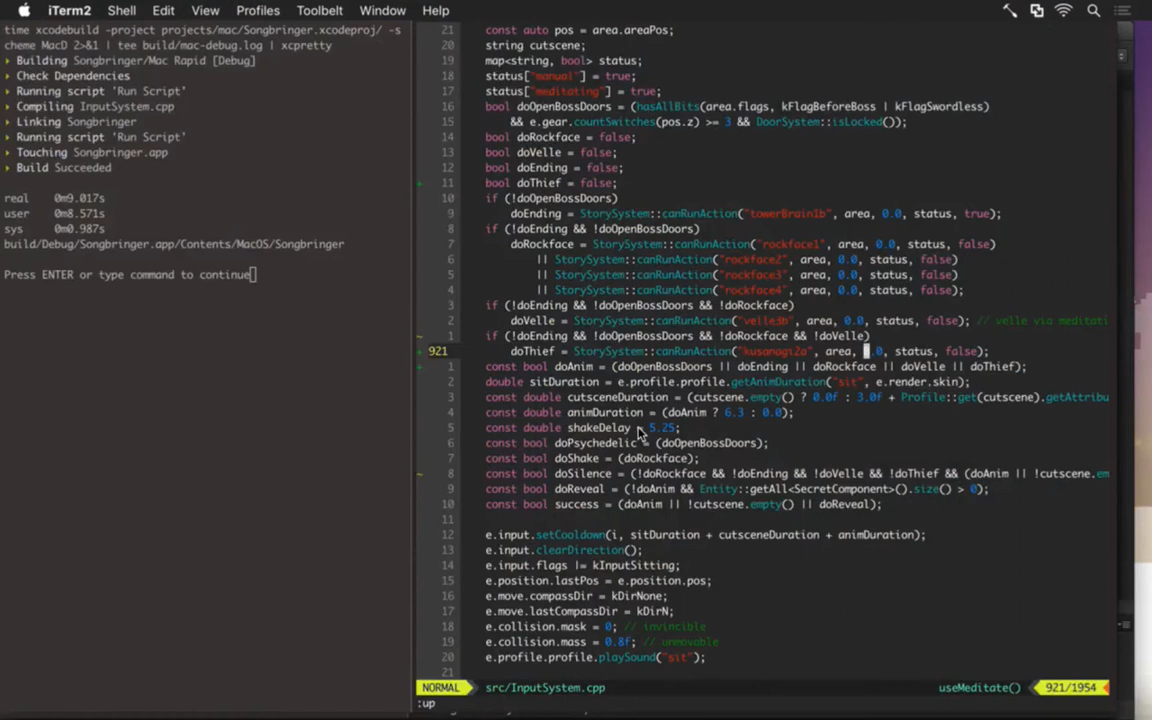 iTerm2 Shell Edit View Profiles Toolbelt Window Help
time xcodebuild -project projects/mac/Songbringer.xcodeproj/ -s
cheme MacD 2>&1 | tee build/mac-debug.log | xcpretty
Building Songbringer/Mac Rapid [Debug]
Check Dependencies
Running script 'Run Script'
Compiling InputSystem.cpp
Linking Songbringer
Running script 'Run Script'
Touching Songbringer.app
Build Succeeded
real 0m9.017s
user 0m8.571s
sys 0m0.987s
build/Debug/Songbringer.app/Contents/MacOS/Songbringer
Press ENTER or type command to continue
21 const auto pos = area.areaPos;
20 string cutscene;
19 map<string, bool> status;
18 status["manual"] = true;
17 status["meditating"] = true;
16 bool doOpenBossDoors = (hasAllBits(area.flags, kFlagBeforeBoss | kFlagSwordless)
15 && e.gear.countSwitches(pos.z) >= 3 && DoorSystem::isLocked());
14 bool doRockface = false;
13 bool doVelle = false;
12 bool doEnding = false;
+ 11 bool doThief = false;
10 if (!doOpenBossDoors)
9 doEnding = StorySystem::canRunAction("towerBrain1b", area, 0.0, status, true);
8 if (!doEnding && !doOpenBossDoors)
7 doRockface = StorySystem::canRunAction("rockface1", area, 0.0, status, false)
6 || StorySystem::canRunAction("rockface2", area, 0.0, status, false)
5 || StorySystem::canRunAction("rockface3", area, 0.0, status, false)
4 || StorySystem::canRunAction("rockface4", area, 0.0, status, false);
3 if (!doEnding && !doOpenBossDoors && !doRockface)
2 doVelle = StorySystem::canRunAction("velle3b", area, 0.0, status, false); // velle via meditati
~ 1 if (!doEnding && !doOpenBossDoors && !doRockface && !doVelle)
+ 921 doThief = StorySystem::canRunAction("kusanagi2a", area, 0.0, status, false);
+ 1 const bool doAnim = (doOpenBossDoors || doEnding || doRockface || doVelle || doThief);
2 double sitDuration = e.profile.profile.getAnimDuration("sit", e.render.skin);
3 const double cutsceneDuration = (cutscene.empty() ? 0.0f : 3.0f + Profile::get(cutscene).getAttribu
4 const double animDuration = (doAnim ? 6.3 : 0.0);
5 const double shakeDelay = 5.25;
6 const bool doPsychedelic = (doOpenBossDoors);
7 const bool doShake = (doRockface);
~ 8 const bool doSilence = (!doRockface && !doEnding && !doVelle && !doThief && (doAnim || !cutscene.em
9 const bool doReveal = (!doAnim && Entity::getAll<SecretComponent>().size() > 0);
10 const bool success = (doAnim || !cutscene.empty() || doReveal);
11
12 e.input.setCooldown(i, sitDuration + cutsceneDuration + animDuration);
13 e.input.clearDirection();
14 e.input.flags |= kInputSitting;
15 e.position.lastPos = e.position.pos;
16 e.move.compassDir = kDirNone;
17 e.move.lastCompassDir = kDirN;
18 e.collision.mask = 0; // invincible
19 e.collision.mass = 0.8f; // unmovable
20 e.profile.profile.playSound("sit");
21
NORMAL src/InputSystem.cpp useMeditate() 921/1954
:up